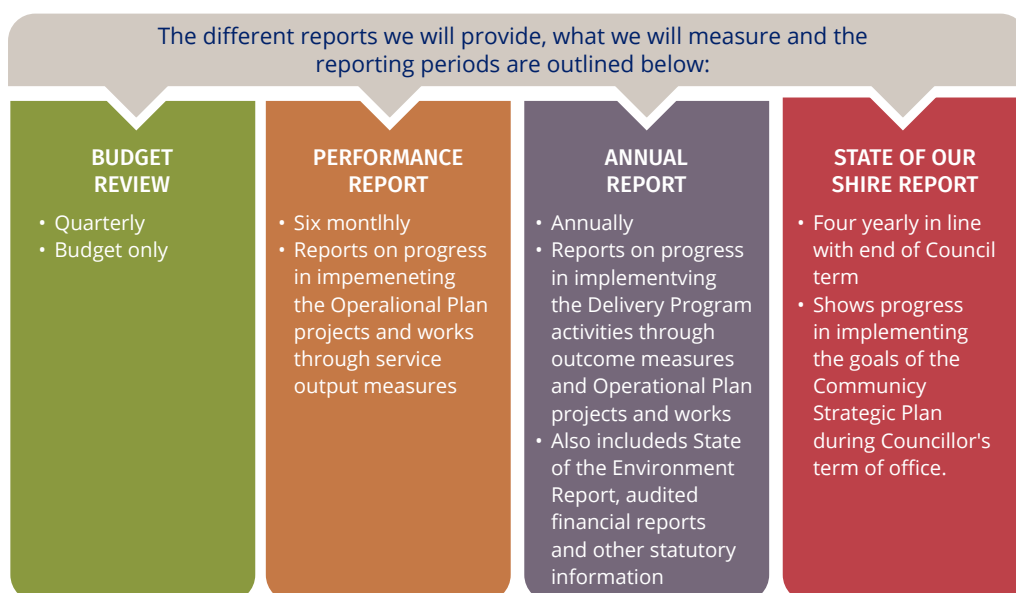 The different reports we will provide, what we will measure and the
reporting periods are outlined below:
BUDGET
REVIEW
• Quarterly
• Budget only
PERFORMANCE
REPORT
• Six montlhly
• Reports on progress
in impemeneting
the Operalional Plan
projects and works
through service
output measures
ANNUAL
REPORT
• Annually
• Reports on progress
in implementving
the Delivery Program
activities through
outcome measures
and Operational Plan
projects and works
• Also includeds State
of the Environment
Report, audited
financial reports
and other statutory
information
STATE OF OUR
SHIRE REPORT
• Four yearly in line
with end of Council
term
• Shows progress
in implementing
the goals of the
Communicy
Strategic Plan
during Councillor's
term of office.